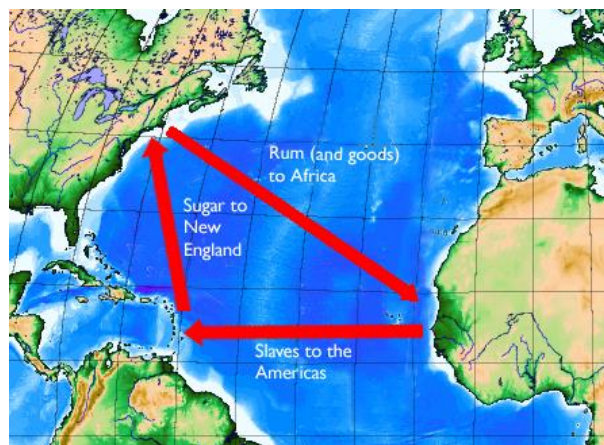 Rum (and goods)
to Africa
Sugar to
New
England
Slaves to the
Americas